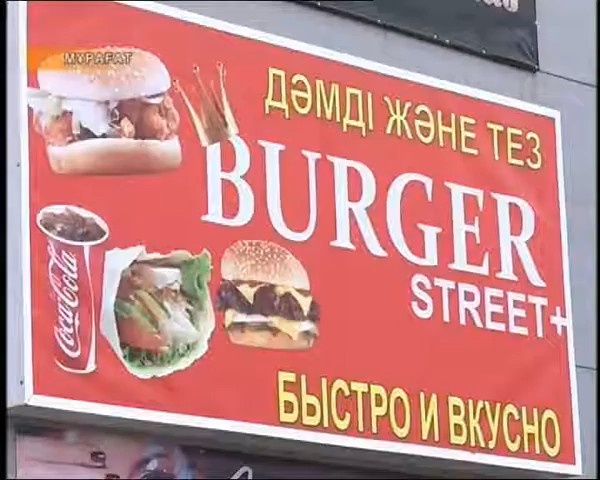 МҰРАҒАТ
ДӘМДІ ЖӘНЕ ТЕЗ
BURGER
STREET+
Coca-Cola
БЫСТРО И ВКУСНО